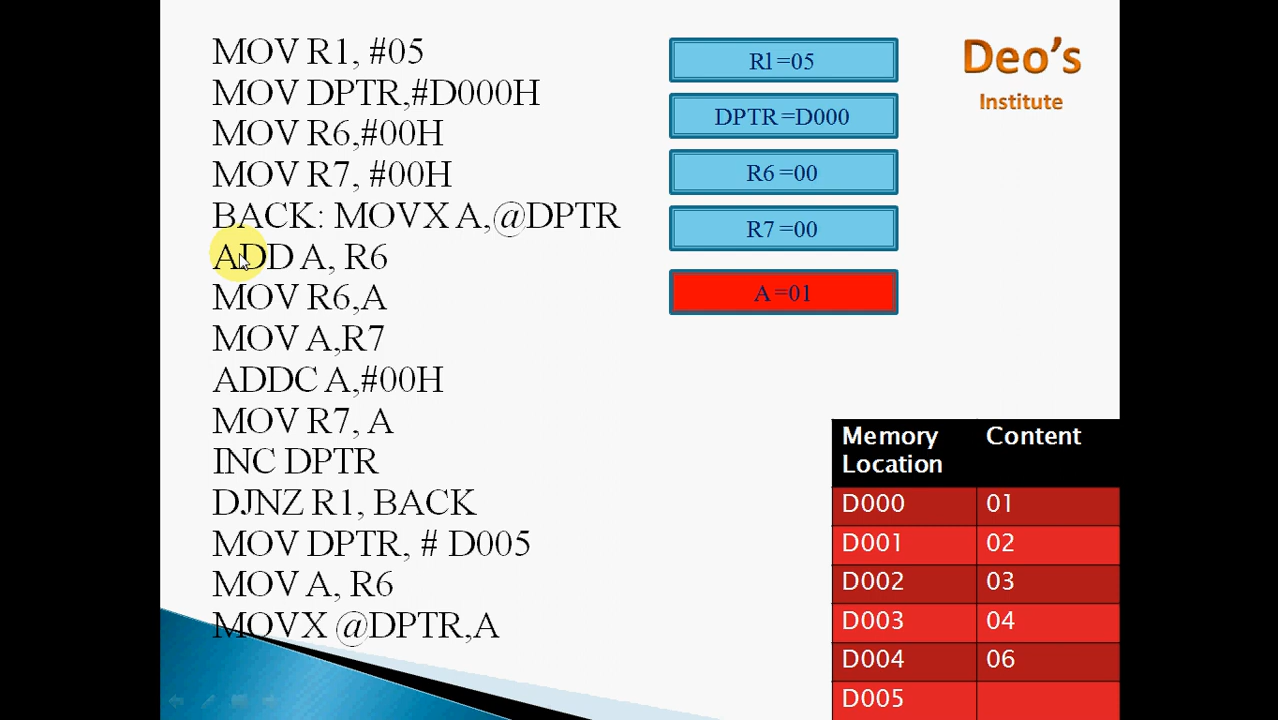 MOV R1, #05
MOV DPTR,#D000H
MOV R6,#00H
MOV R7, #00H
BACK: MOVX A,@DPTR
ADD A, R6
MOV R6,A
MOV A,R7
ADDC A,#00H
MOV R7, A
INC DPTR
DJNZ R1, BACK
MOV DPTR, # D005
MOV A, R6
MOVX @DPTR,A
R1 =05
DPTR =D000
R6 =00
R7 =00
A =01
Deo's
Institute
Memory Location Content
D000 01
D001 02
D002 03
D003 04
D004 06
D005